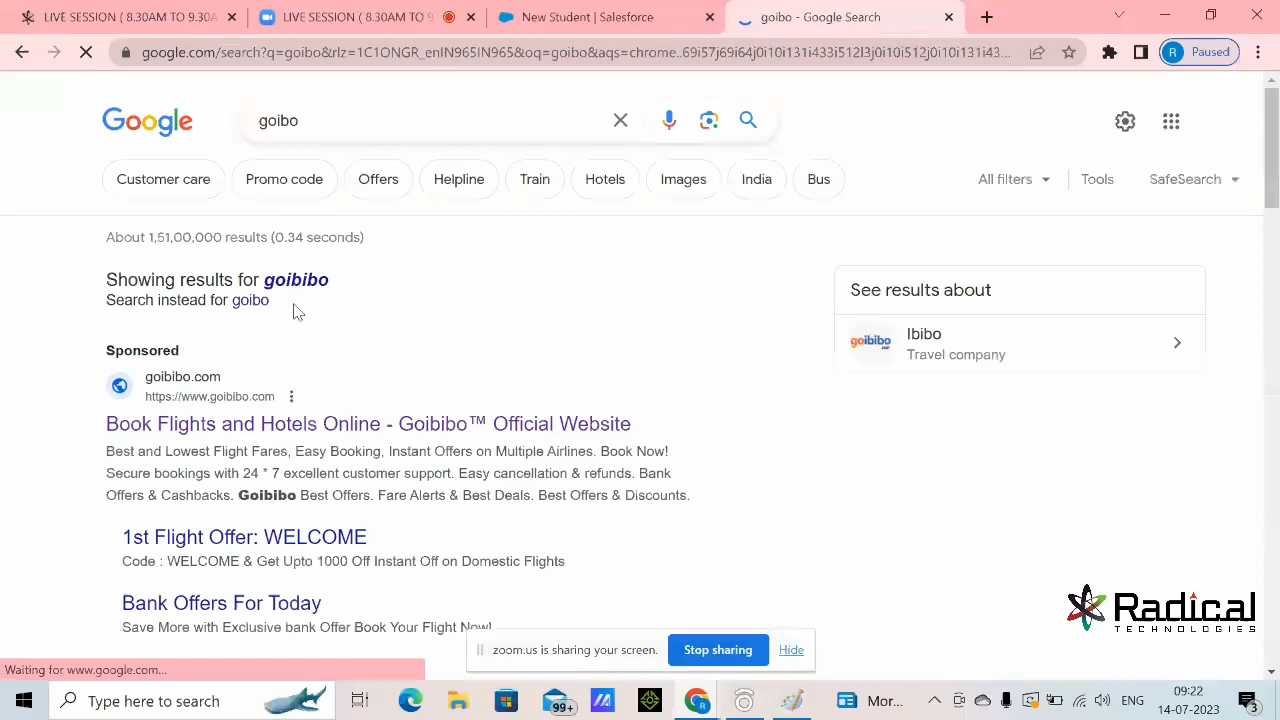 LIVE SESSION ( 8.30AM TO 9
LIVE SESSION ( 8.30AM TO 9
New Student | Salesforce
goibo - Google Search
google.com/search?q=goibo&rlz=1C1ONGR_enIN965IN965&oq=goibo&aqs=chrome..69i57j69i64j0i10i131i433i512l3j0i10i512j0i10i131i43...
R Paused
Google
goibo
Customer care
Promo code
Offers
Helpline
Train
Hotels
Images
India
Bus
All filters
Tools
SafeSearch
About 1,51,00,000 results (0.34 seconds)
Showing results for goibibo
Search instead for goibo
See results about
goibibo
Ibibo
Travel company
Sponsored
goibibo.com
https://www.goibibo.com
Book Flights and Hotels Online - Goibibo™ Official Website
Best and Lowest Flight Fares, Easy Booking, Instant Offers on Multiple Airlines. Book Now!
Secure bookings with 24 * 7 excellent customer support. Easy cancellation & refunds. Bank
Offers & Cashbacks. Goibibo Best Offers. Fare Alerts & Best Deals. Best Offers & Discounts.
1st Flight Offer: WELCOME
Code : WELCOME & Get Upto 1000 Off Instant Off on Domestic Flights
Bank Offers For Today
Save More with Exclusive bank Offer Book Your Flight Now!
Radical
TECHNOLOGIES
zoom.us is sharing your screen.
Stop sharing
Hide
Waiting for www.google.com...
Type here to search
99+
R
Mor...
ENG
09:22
14-07-2023
3